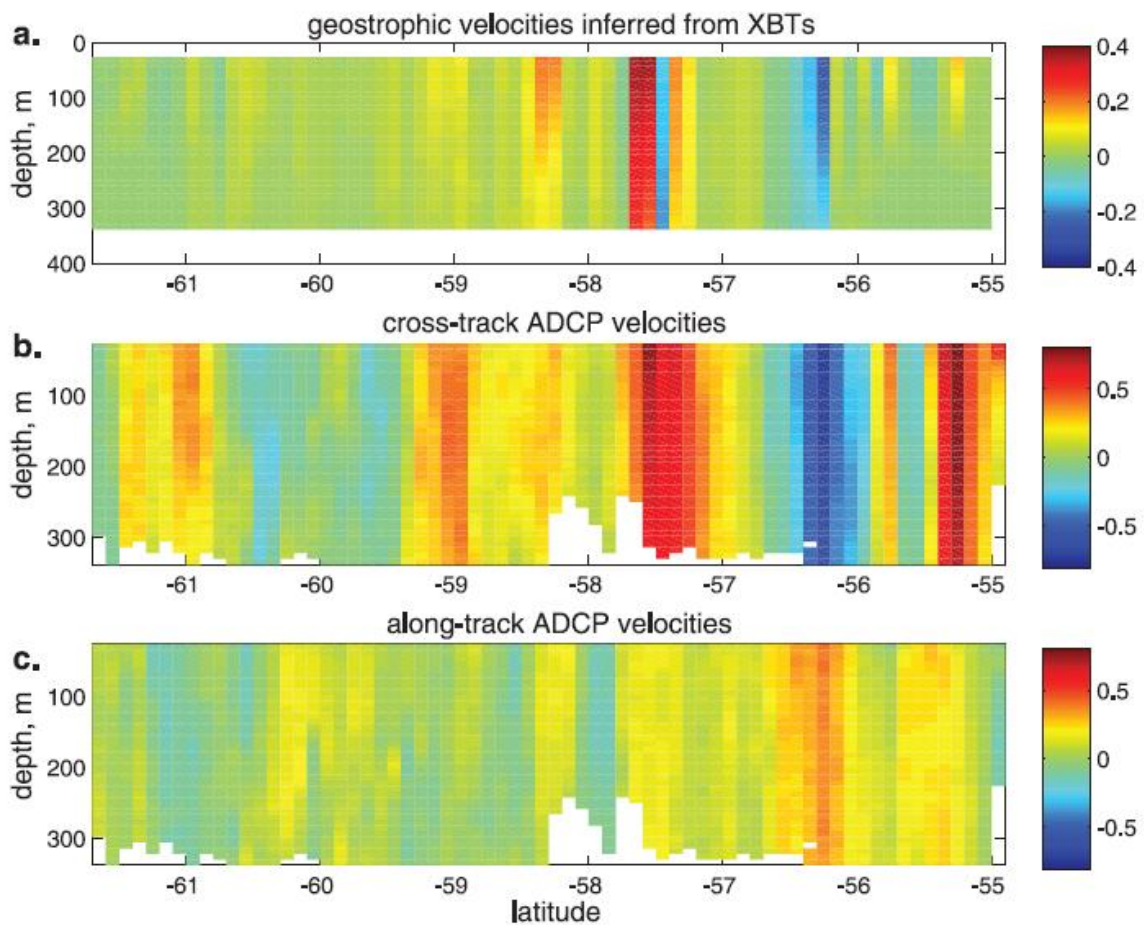 a.
geostrophic velocities inferred from XBTs
0
100
200
300
400
depth, m
-61 -60 -59 -58 -57 -56 -55
0.4
0.2
0
-0.2
-0.4
b.
cross-track ADCP velocities
100
200
300
depth, m
-61 -60 -59 -58 -57 -56 -55
0.5
0
-0.5
c.
along-track ADCP velocities
100
200
300
depth, m
-61 -60 -59 -58 -57 -56 -55
latitude
0.5
0
-0.5